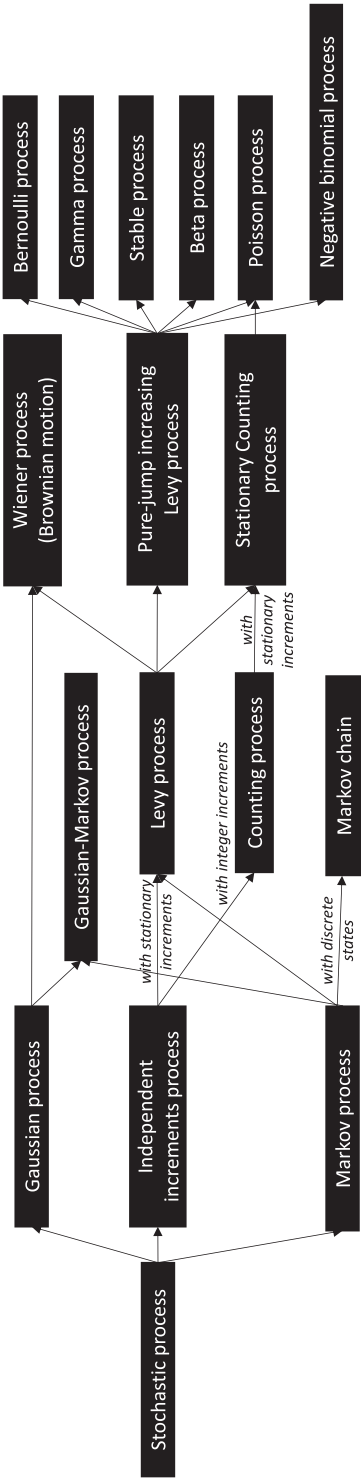 Stochastic process
Gaussian process
Independent
increments process
Markov process
Gaussian-Markov process
with stationary
increments
Levy process
with integer increments
Counting process
with discrete
states
Markov chain
Wiener process
(Brownian motion)
Pure-jump increasing
Levy process
with
stationary
increments
Stationary Counting
process
Bernoulli process
Gamma process
Stable process
Beta process
Poisson process
Negative binomial process